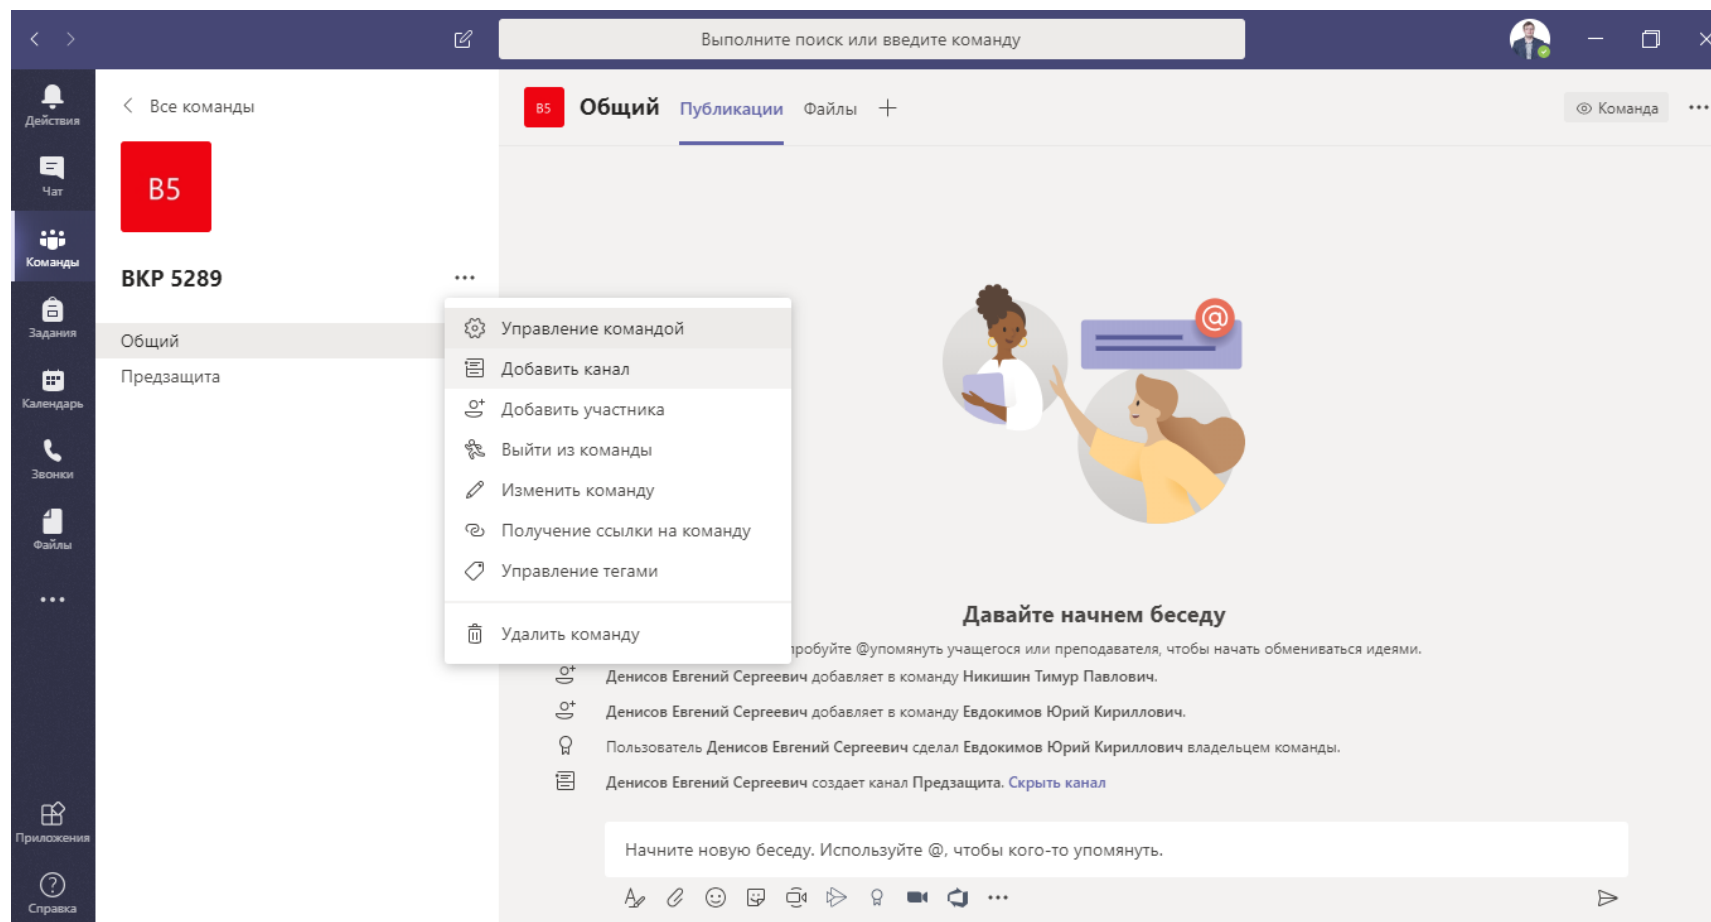 Выполните поиск или введите команду
Действия
Чат
Команды
Задания
Календарь
Звонки
Файлы
Приложения
Справка
Все команды
B5
ВКР 5289
Общий
Предзащита
Управление командой
Добавить канал
Добавить участника
Выйти из команды
Изменить команду
Получение ссылки на команду
Управление тегами
Удалить команду
B5 Общий Публикации Файлы
Команда
@
Давайте начнем беседу
@упомянуть учащегося или преподавателя, чтобы начать обмениваться идеями.
Денисов Евгений Сергеевич добавляет в команду Никишин Тимур Павлович.
Денисов Евгений Сергеевич добавляет в команду Евдокимов Юрий Кириллович.
Пользователь Денисов Евгений Сергеевич сделал Евдокимов Юрий Кириллович владельцем команды.
Денисов Евгений Сергеевич создает канал Предзащита. Скрыть канал
Начните новую беседу. Используйте @, чтобы кого-то упомянуть.